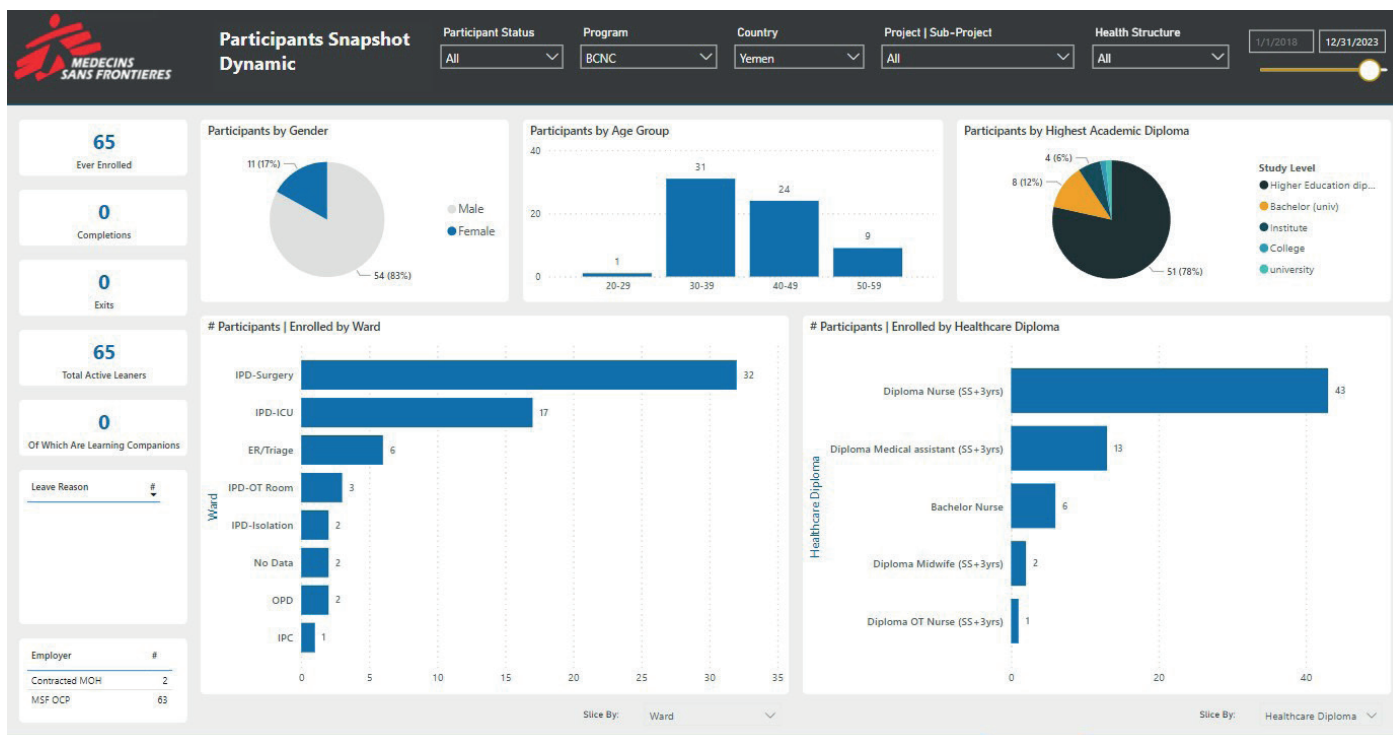 MEDECINS
SANS FRONTIERES
Participants Snapshot
Dynamic
Participant Status
All
Program
BCNC
Country
Yemen
Project | Sub-Project
All
Health Structure
All
1/1/2018
12/31/2023
65
Ever Enrolled
0
Completions
0
Exits
65
Total Active Leaners
0
Of Which Are Learning Companions
Leave Reason #
Employer #
Contracted MOH 2
MSF OCP 63
Participants by Gender
11 (17%)
54 (83%)
Male
Female
Participants by Age Group
40
20
0
1
31
24
9
20-29 30-39 40-49 50-59
Participants by Highest Academic Diploma
4 (6%)
8 (12%)
51 (78%)
Study Level
Higher Education dip...
Bachelor (univ)
Institute
College
university
# Participants | Enrolled by Ward
Ward
IPD-Surgery 32
IPD-ICU 17
ER/Triage 6
IPD-OT Room 3
IPD-Isolation 2
No Data 2
OPD 2
IPC 1
0 5 10 15 20 25 30 35
Slice By: Ward
# Participants | Enrolled by Healthcare Diploma
Healthcare Diploma
Diploma Nurse (SS+3yrs) 43
Diploma Medical assistant (SS+3yrs) 13
Bachelor Nurse 6
Diploma Midwife (SS+3yrs) 2
Diploma OT Nurse (SS+3yrs) 1
0 20 40
Slice By: Healthcare Diploma